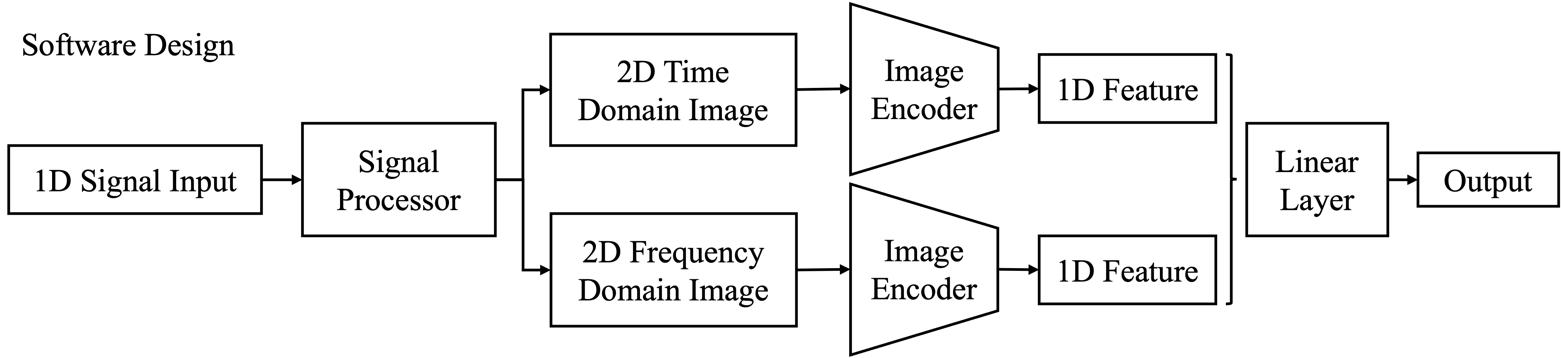 Software Design
1D Signal Input
Signal
Processor
2D Time
Domain Image
Image
Encoder
1D Feature
2D Frequency
Domain Image
Image
Encoder
1D Feature
Linear
Layer
Output